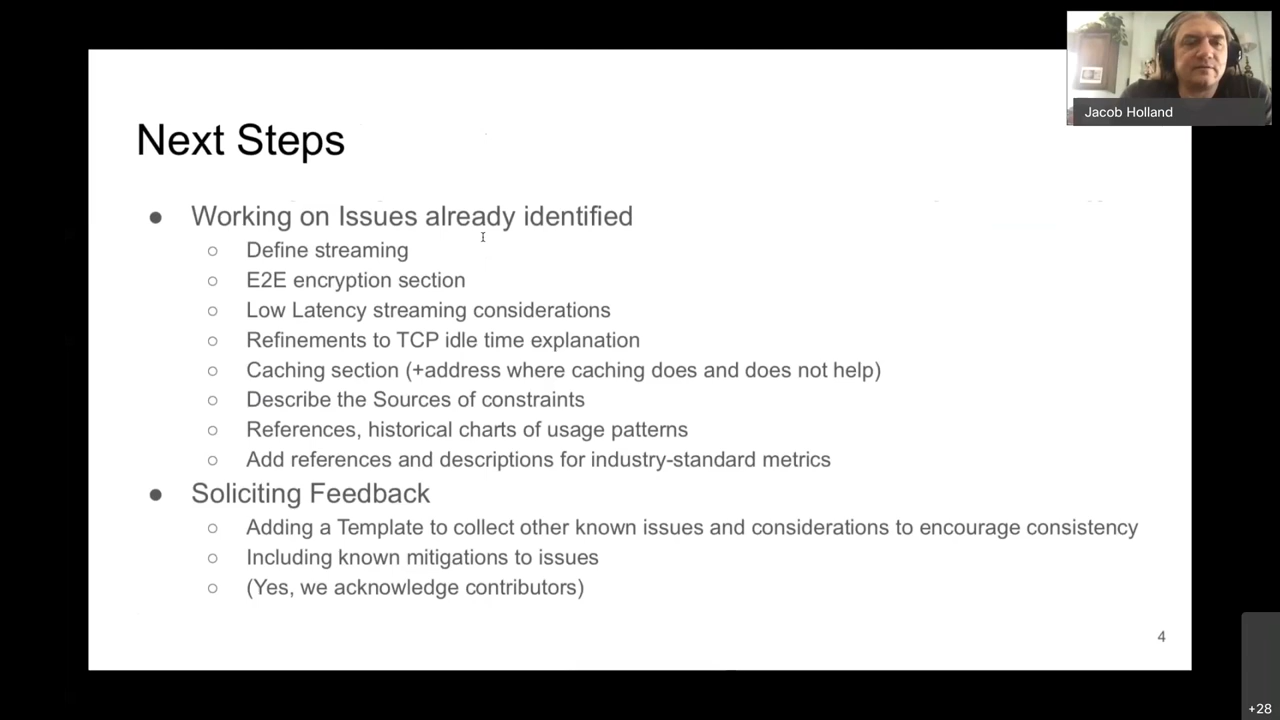 Jacob Holland
Next Steps
● Working on Issues already identified
○ Define streaming
○ E2E encryption section
○ Low Latency streaming considerations
○ Refinements to TCP idle time explanation
○ Caching section (+address where caching does and does not help)
○ Describe the Sources of constraints
○ References, historical charts of usage patterns
○ Add references and descriptions for industry-standard metrics
● Soliciting Feedback
○ Adding a Template to collect other known issues and considerations to encourage consistency
○ Including known mitigations to issues
○ (Yes, we acknowledge contributors)
4
+28